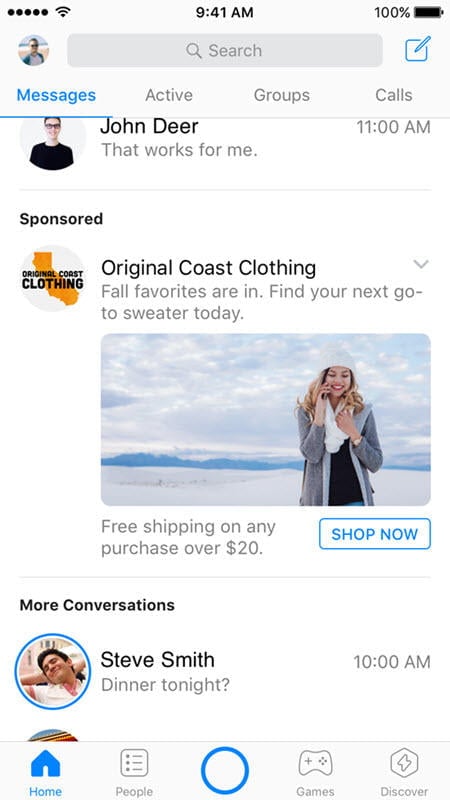 9:41 AM
100%
Search
Messages
Active
Groups
Calls
John Deer
11:00 AM
That works for me.
Sponsored
ORIGINAL COAST
CLOTHING
Original Coast Clothing
Fall favorites are in. Find your next go-
to sweater today.
Free shipping on any
purchase over $20.
SHOP NOW
More Conversations
Steve Smith
10:00 AM
Dinner tonight?
Home
People
Games
Discover